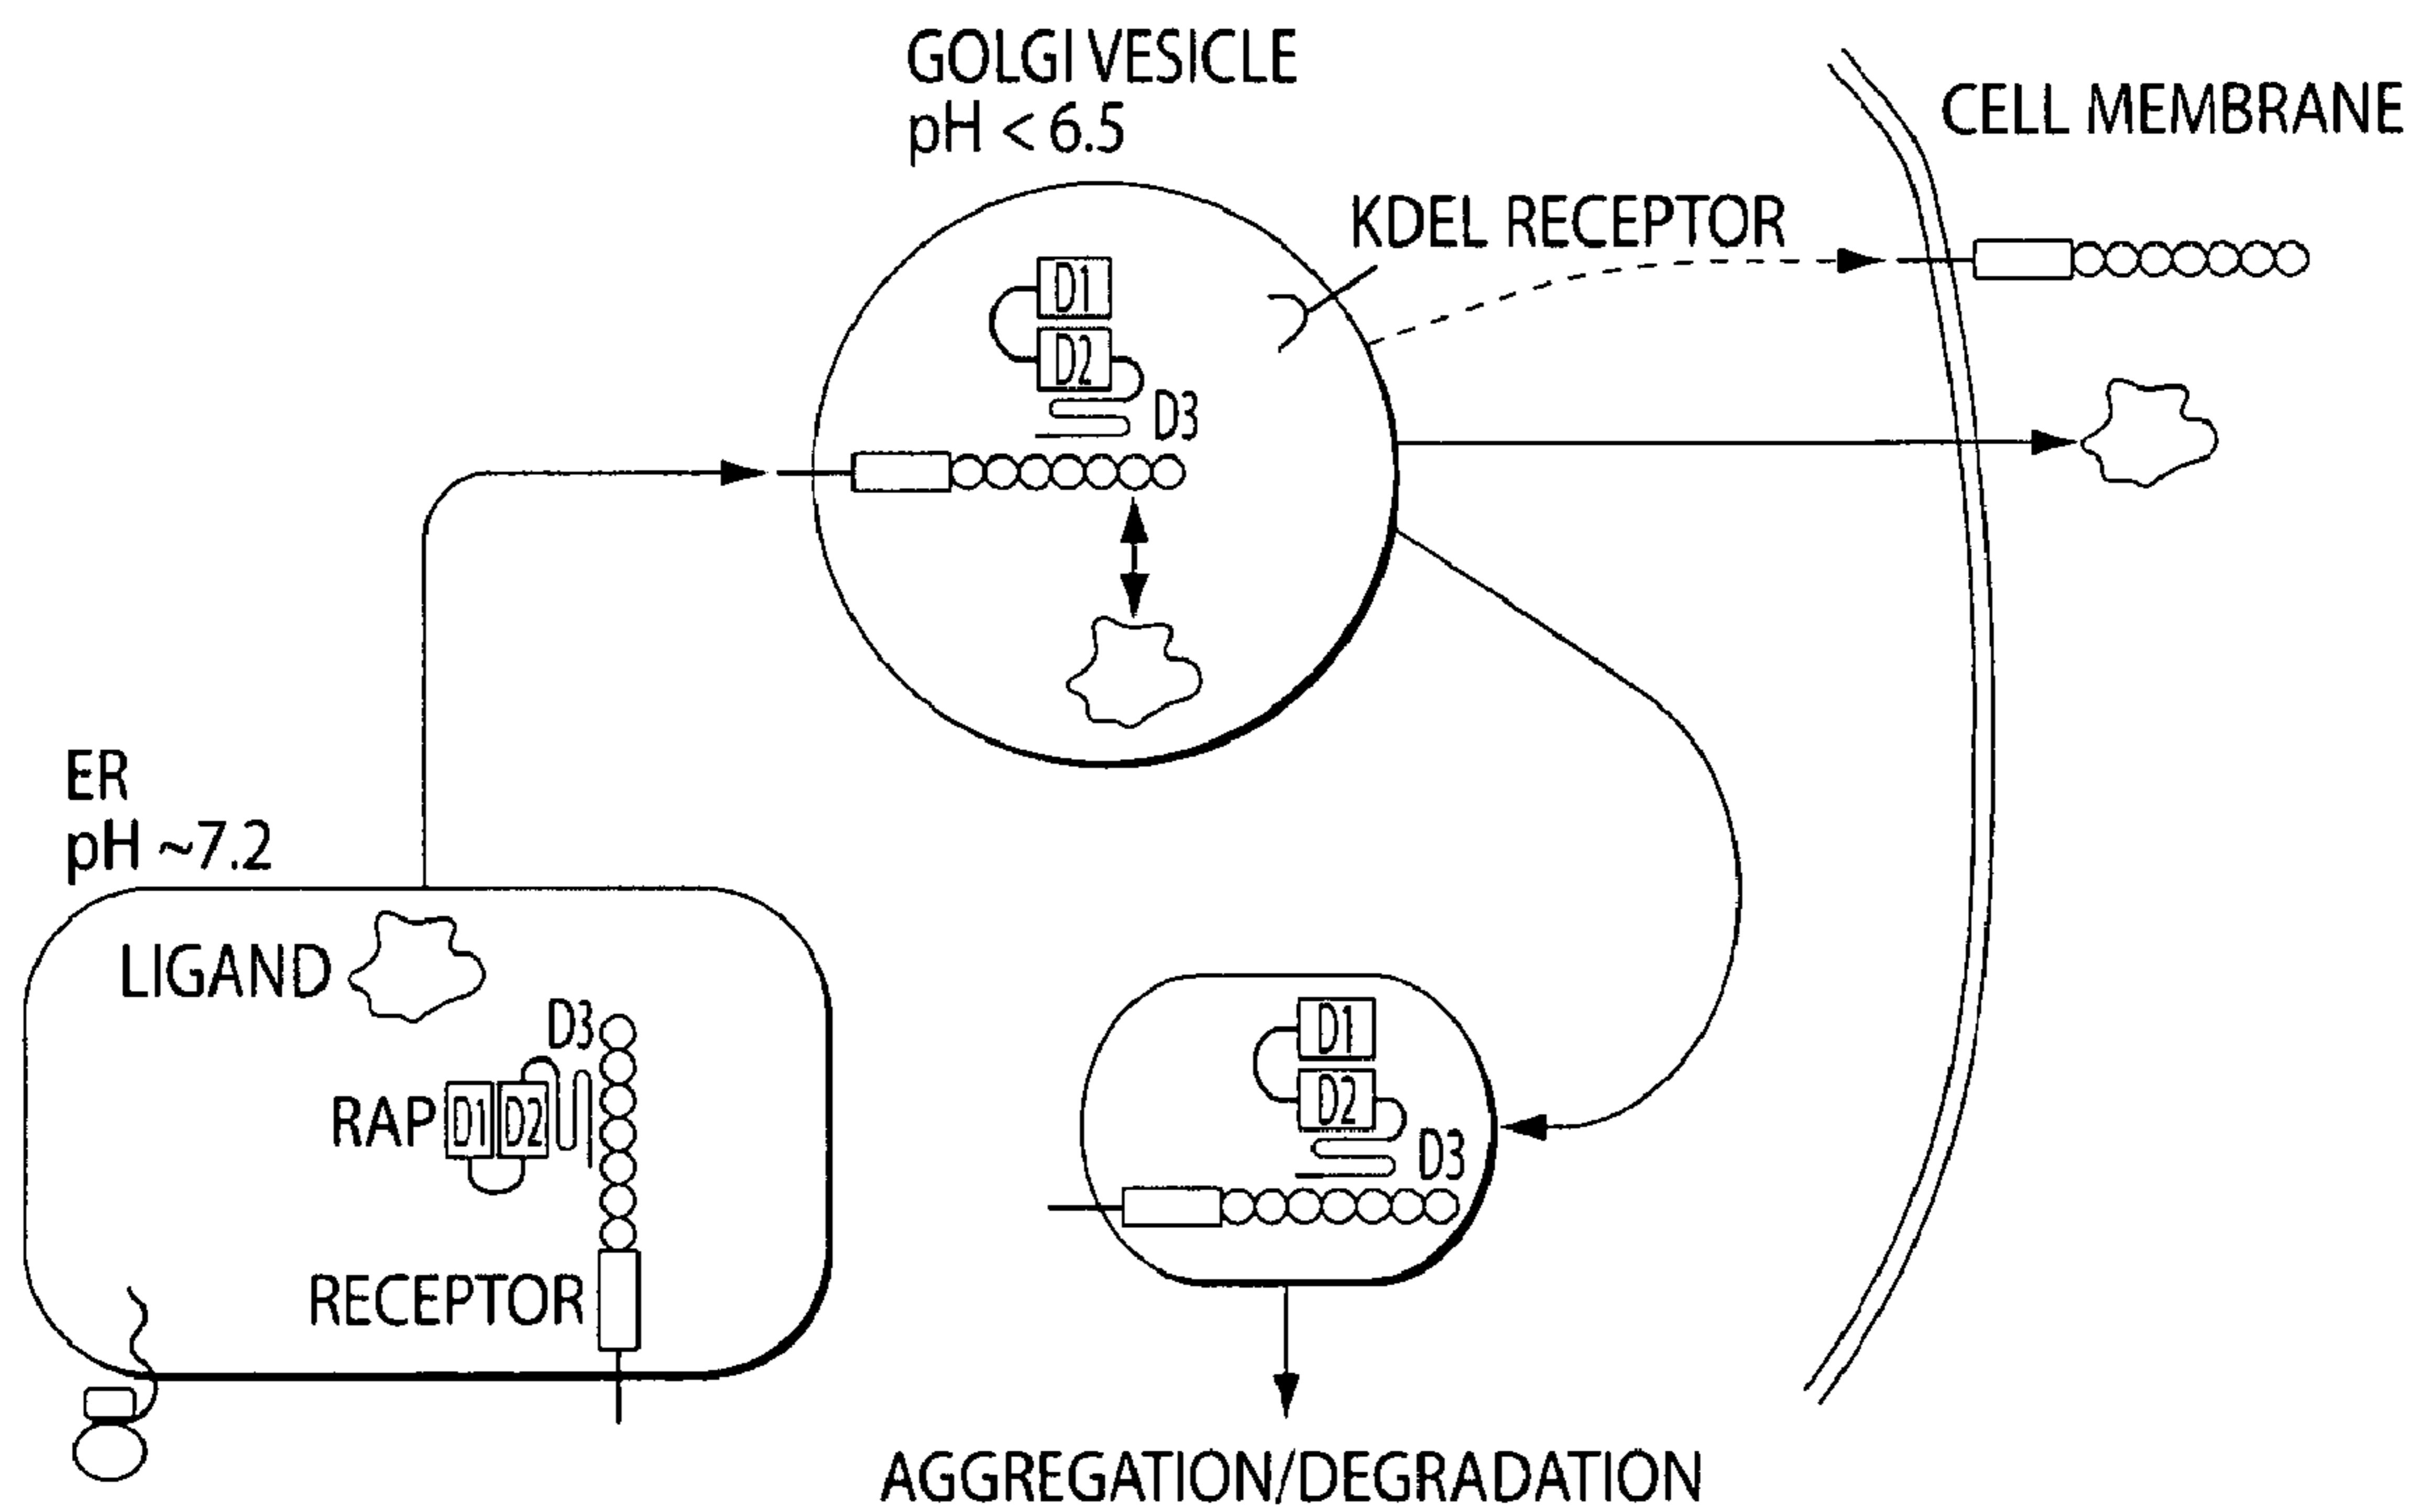 GOLGI VESICLE
pH < 6.5
CELL MEMBRANE
KDEL RECEPTOR
D1
D2
D3
ER
pH ~7.2
LIGAND
D3
RAP
D1
D2
RECEPTOR
D1
D2
D3
AGGREGATION/DEGRADATION